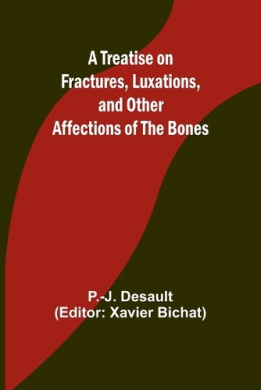 A Treatise on
Fractures, Luxations,
and Other
Affections of The Bones
P.-J. Desault
(Editor: Xavier Bichat)